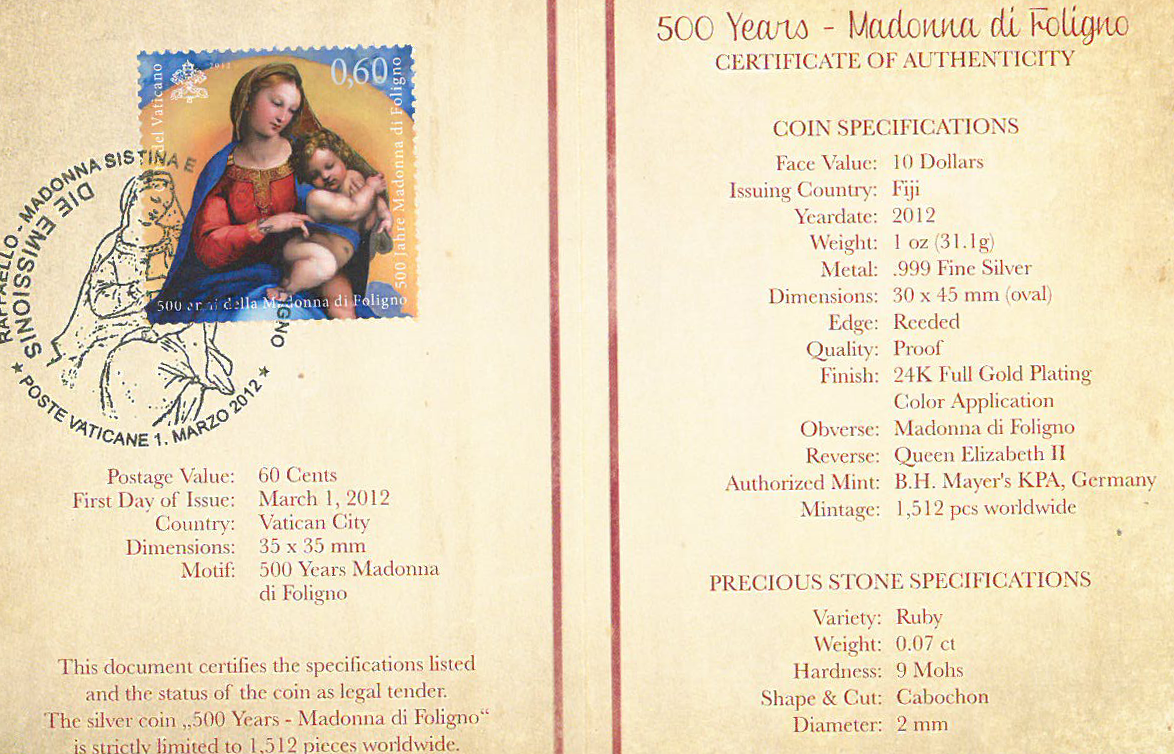 2012
0,60
del Vaticano
500 Jahre Madonna di Foligno
500 anni della Madonna di Foligno
RAFFAELLO - MADONNA SISTINA E
GNO
DIE EMISSIONIS
★ POSTE VATICANE 1. MARZO 2012 ★
Postage Value: 60 Cents
First Day of Issue: March 1, 2012
Country: Vatican City
Dimensions: 35 x 35 mm
Motif: 500 Years Madonna
di Foligno
This document certifies the specifications listed
and the status of the coin as legal tender.
The silver coin „500 Years - Madonna di Foligno“
is strictly limited to 1,512 pieces worldwide.
500 Years - Madonna di Foligno
CERTIFICATE OF AUTHENTICITY
COIN SPECIFICATIONS
Face Value: 10 Dollars
Issuing Country: Fiji
Yeardate: 2012
Weight: 1 oz (31.1g)
Metal: .999 Fine Silver
Dimensions: 30 x 45 mm (oval)
Edge: Reeded
Quality: Proof
Finish: 24K Full Gold Plating
Color Application
Obverse: Madonna di Foligno
Reverse: Queen Elizabeth II
Authorized Mint: B.H. Mayer's KPA, Germany
Mintage: 1,512 pcs worldwide
PRECIOUS STONE SPECIFICATIONS
Variety: Ruby
Weight: 0.07 ct
Hardness: 9 Mohs
Shape & Cut: Cabochon
Diameter: 2 mm